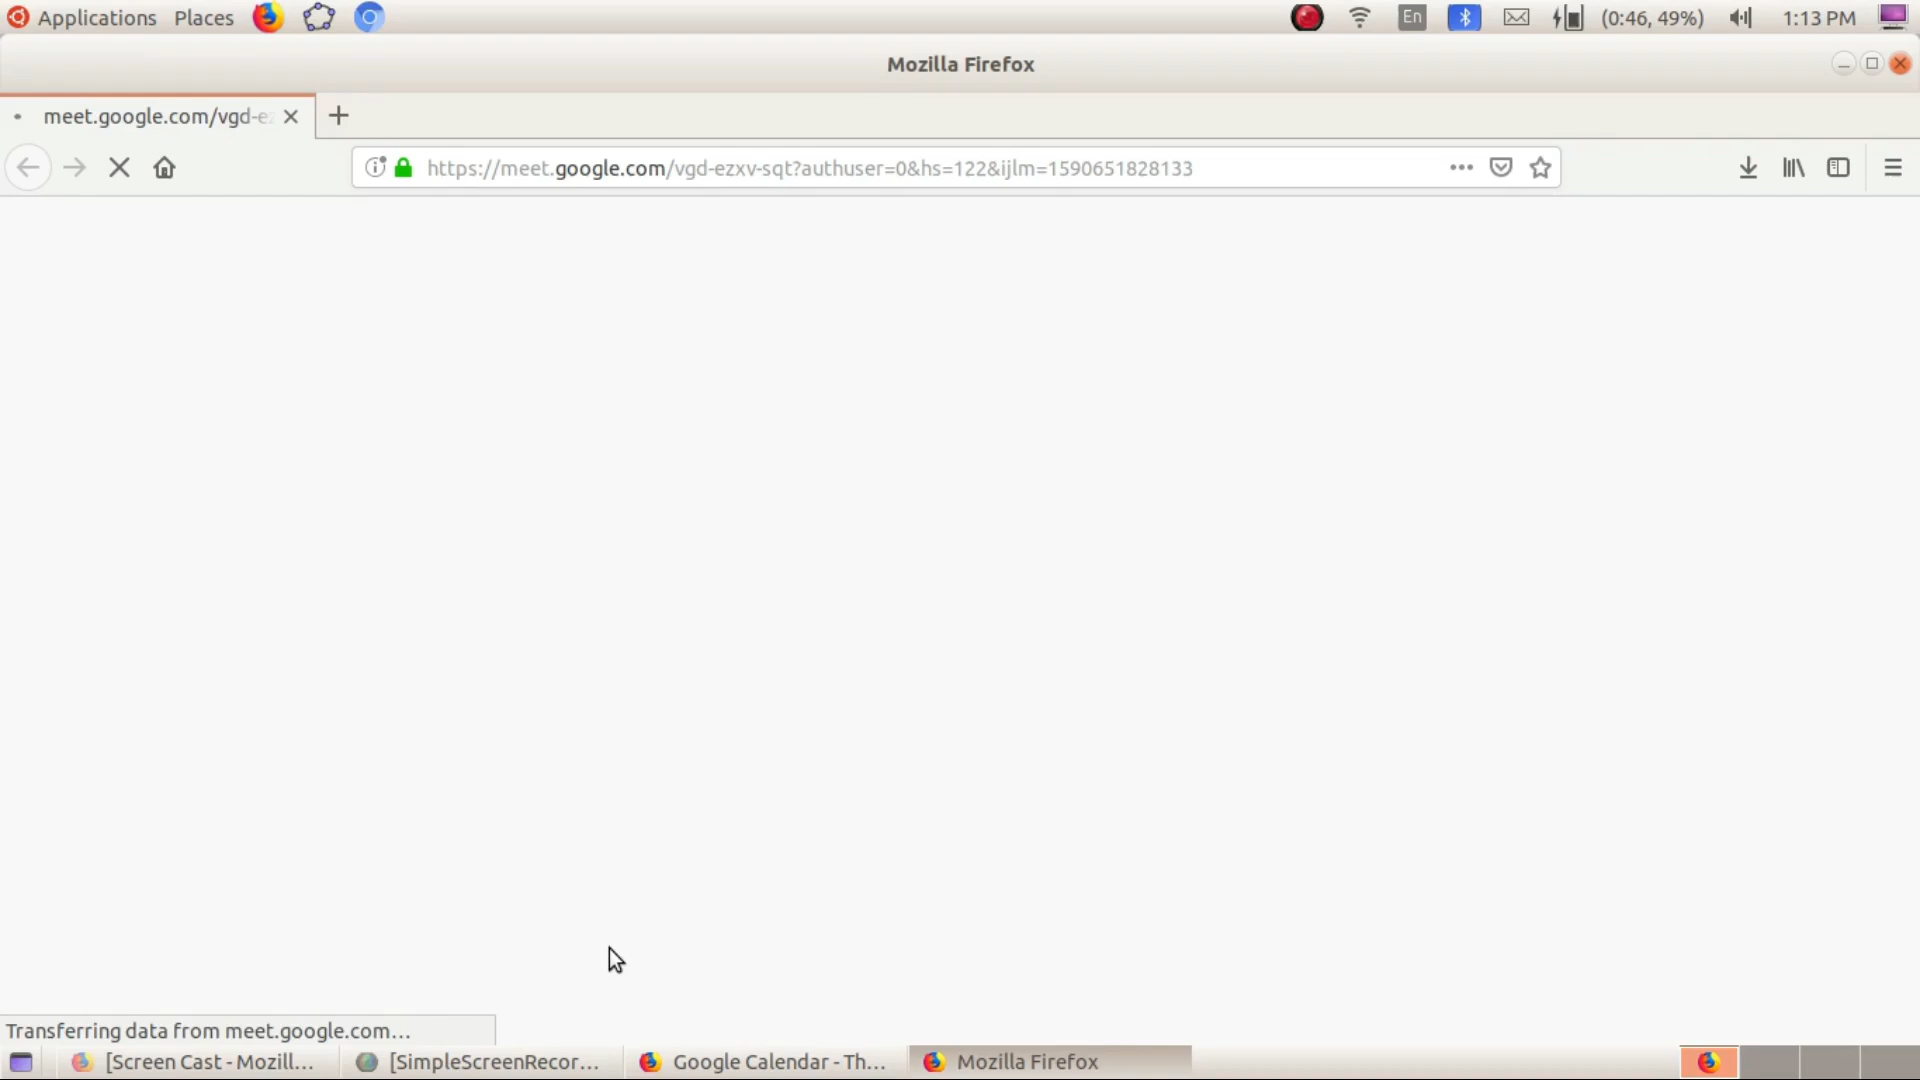 Applications Places
En
(0:46, 49%)
1:13 PM
Mozilla Firefox
meet.google.com/vgd-ez
https://meet.google.com/vgd-ezxv-sqt?authuser=0&hs=122&ijlm=1590651828133
Transferring data from meet.google.com...
[Screen Cast - Mozill...
[SimpleScreenRecor...
Google Calendar - Th...
Mozilla Firefox